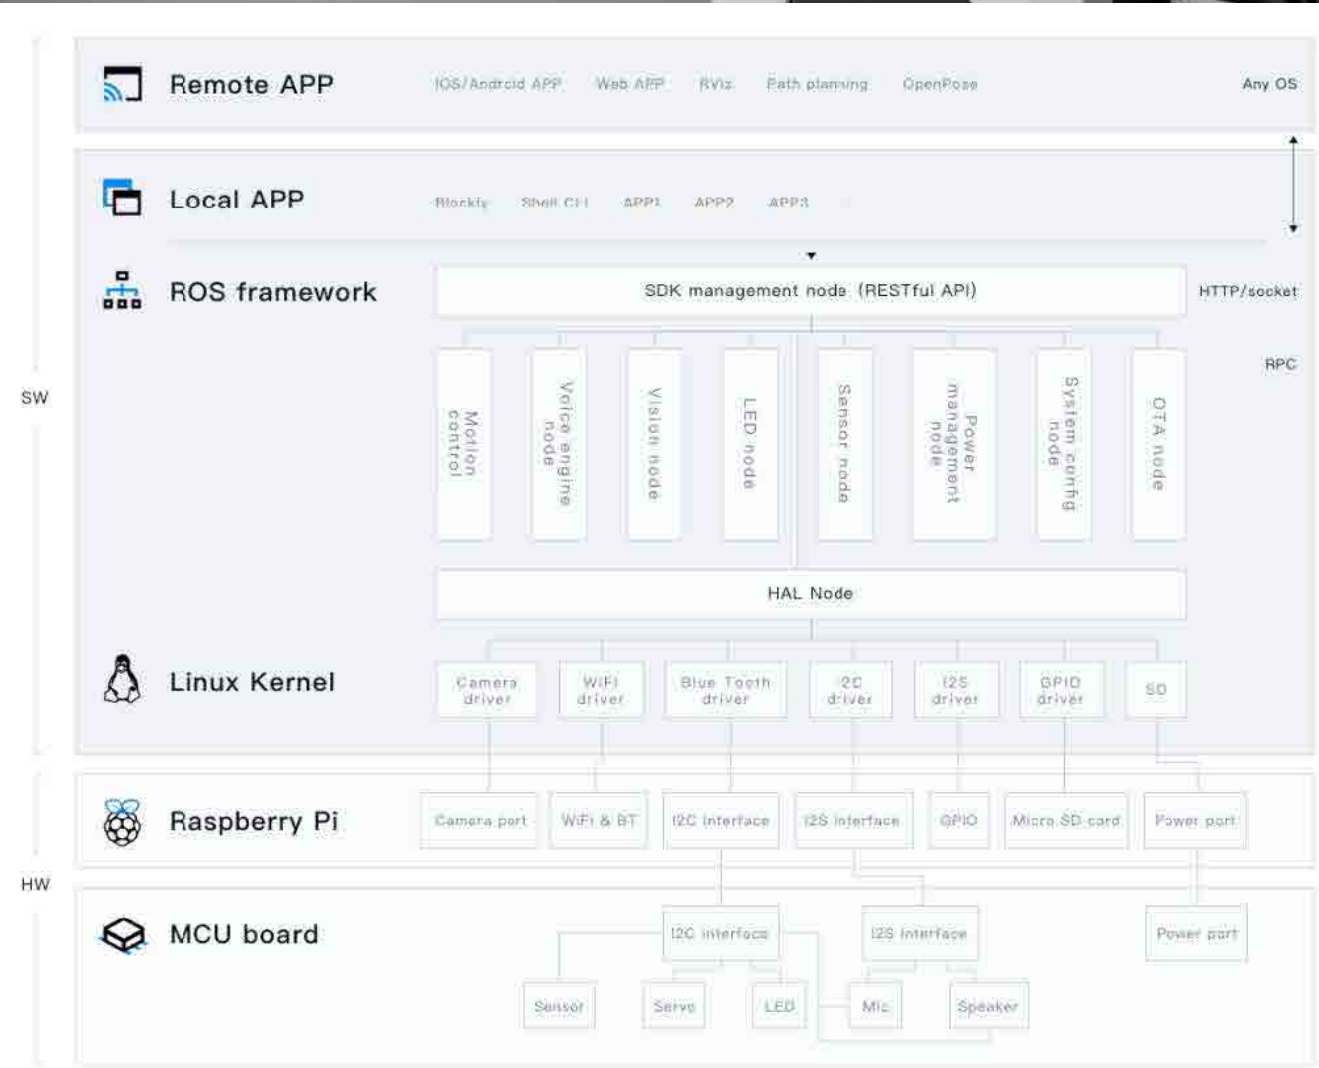 Remote APP
IOS/Android APP Web APP RViz Path planning OpenPose
Any OS
Local APP
Blockly Shell CLI APP1 APP2 APP3
ROS framework
SDK management node (RESTful API)
HTTP/socket
RPC
SW
Motion
control
Voice engine
node
Vision node
LED node
Sensor node
Power
management
node
System config
node
OTA node
HAL Node
Linux Kernel
Camera
driver
WiFi
driver
Blue Tooth
driver
I2C
driver
I2S
driver
GPIO
driver
SD
Raspberry Pi
Camera port
WiFi & BT
I2C Interface
I2S Interface
GPIO
Micro SD card
Power port
HW
MCU board
I2C interface
I2S Interface
Power port
Sensor
Servo
LED
Mic
Speaker